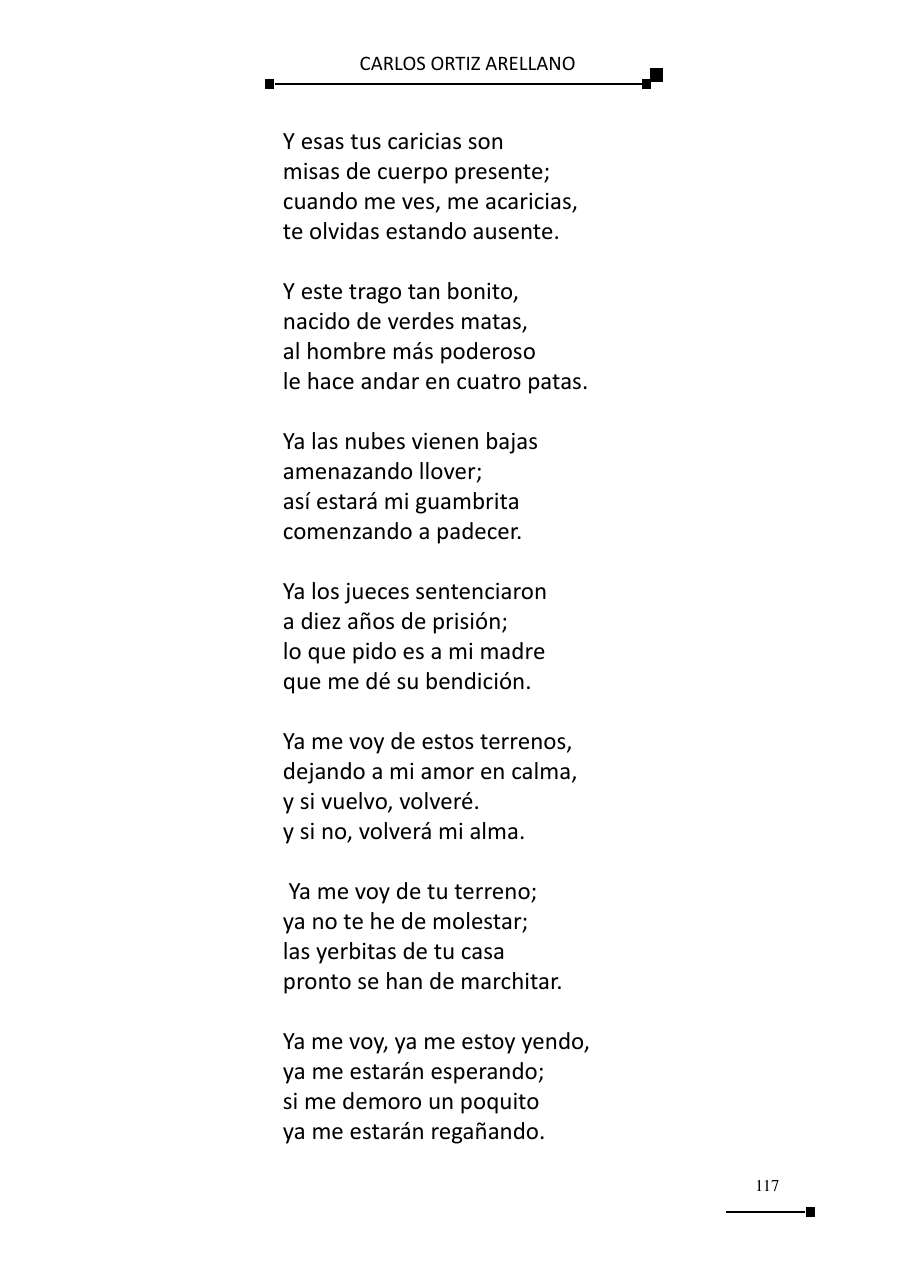 CARLOS ORTIZ ARELLANO
Y esas tus caricias son
misas de cuerpo presente;
cuando me ves, me acaricias,
te olvidas estando ausente.
Y este trago tan bonito,
nacido de verdes matas,
al hombre más poderoso
le hace andar en cuatro patas.
Ya las nubes vienen bajas
amenazando llover;
así estará mi guambrita
comenzando a padecer.
Ya los jueces sentenciaron
a diez años de prisión;
lo que pido es a mi madre
que me dé su bendición.
Ya me voy de estos terrenos,
dejando a mi amor en calma,
y si vuelvo, volveré.
y si no, volverá mi alma.
Ya me voy de tu terreno;
ya no te he de molestar;
las yerbitas de tu casa
pronto se han de marchitar.
Ya me voy, ya me estoy yendo,
ya me estarán esperando;
si me demoro un poquito
ya me estarán regañando.
117